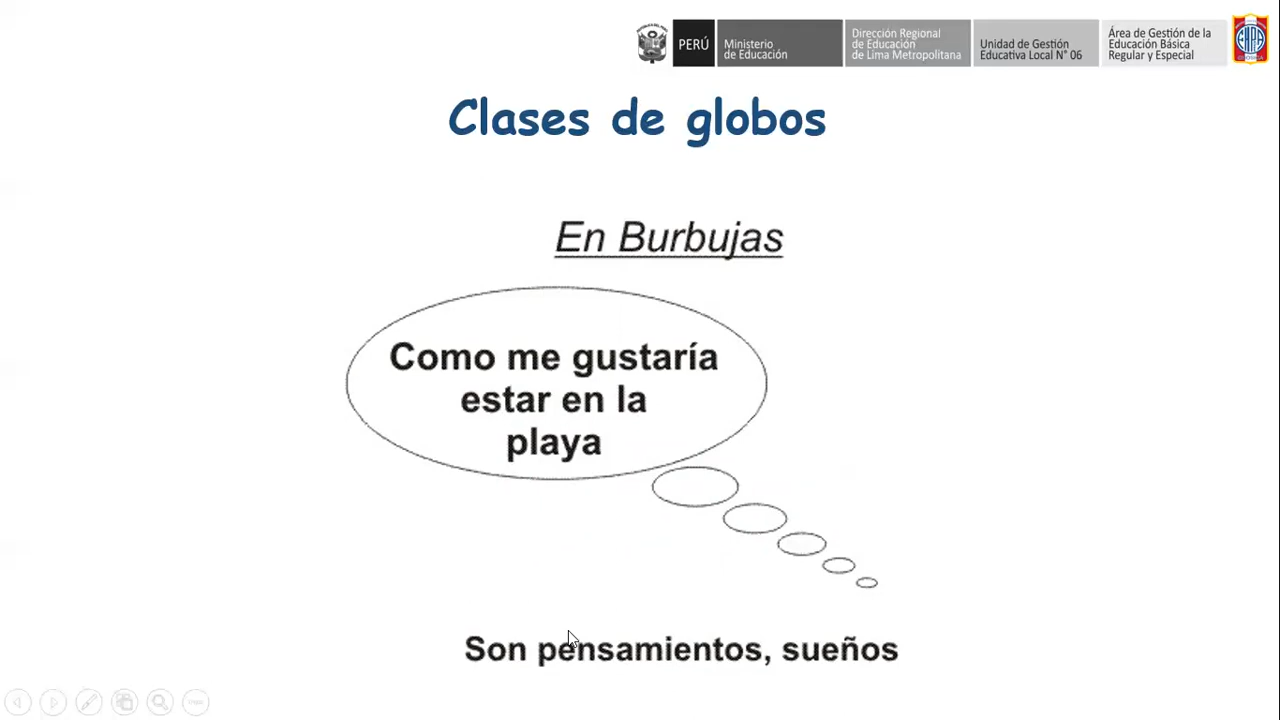 PERÚ
Ministerio
de Educación
Dirección Regional
de Educación
de Lima Metropolitana
Unidad de Gestión
Educativa Local N° 06
Área de Gestión de la
Educación Básica
Regular y Especial
Clases de globos
En Burbujas
Como me gustaría
estar en la
playa
Son pensamientos, sueños